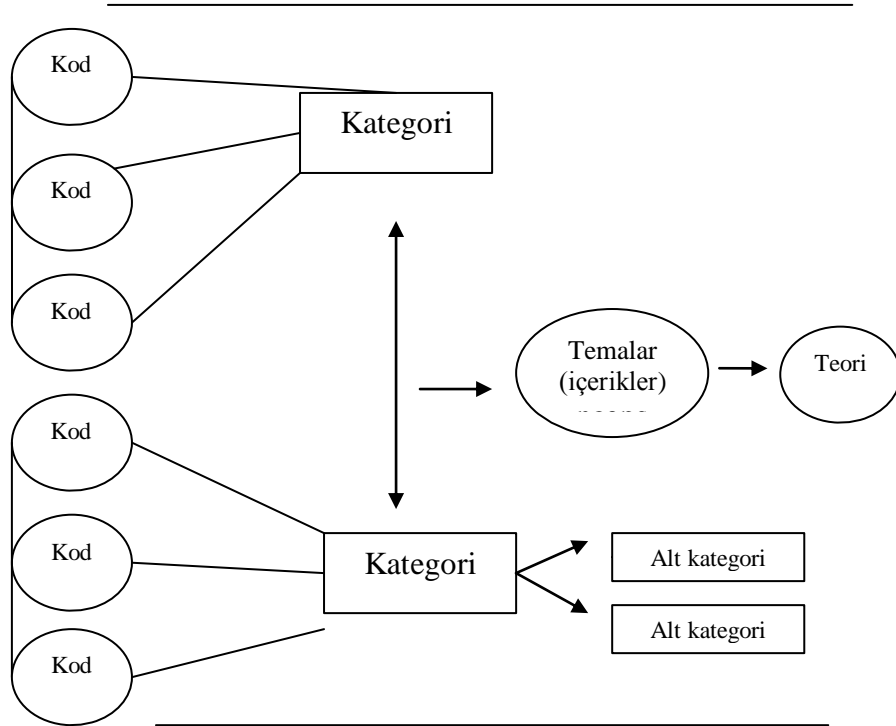 Kod
Kategori
Kod
Kod
Temalar
(içerikler)
Teori
Kod
Kod
Kategori
Alt kategori
Alt kategori
Kod